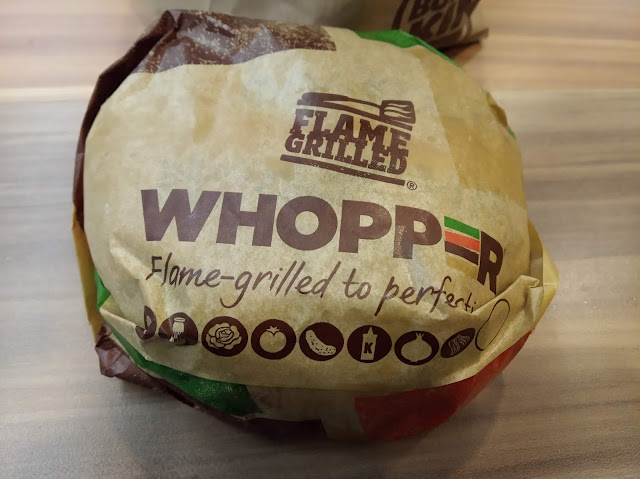 FLAME
GRILLED
®
WHOPPER
Flame-grilled to perfecti
K